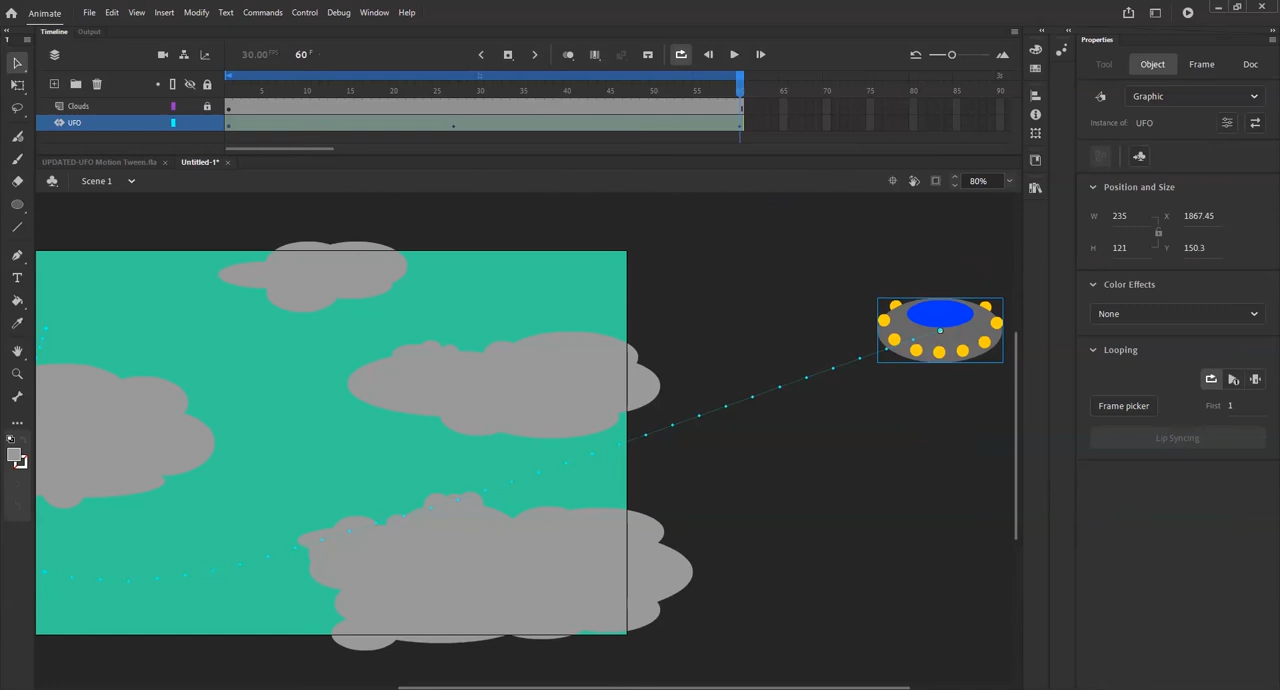 Animate File Edit View Insert Modify Text Commands Control Debug Window Help
Timeline Output
30.00 FPS 60 F
1s 2s 3s
5 10 15 20 25 30 35 40 45 50 55 65 70 75 80 85 90
Clouds
UFO
UPDATED-UFO Motion Tween.fla × Untitled-1* ×
Scene 1 80%
Properties
Tool Object Frame Doc
Graphic
Instance of: UFO
Position and Size
W 235 X 1867.45
H 121 Y 150.3
Color Effects
None
Looping
Frame picker First 1
Lip Syncing